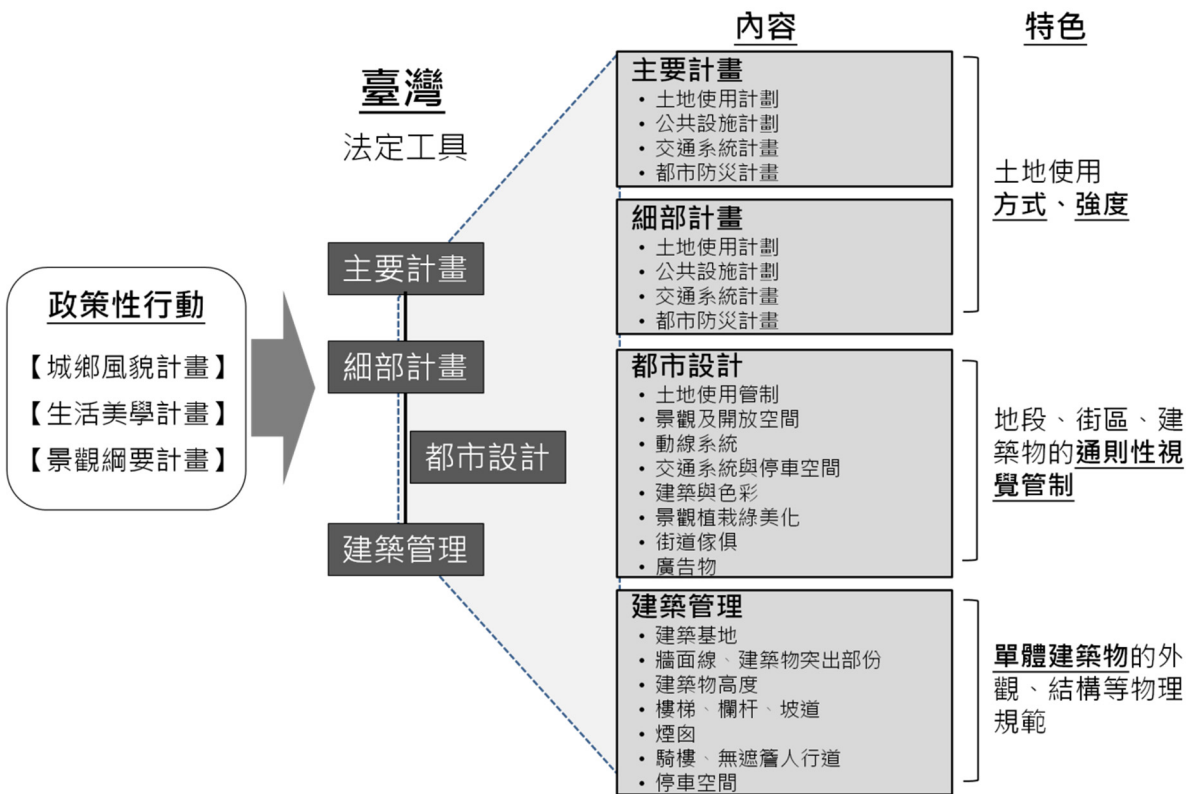 內容
特色
臺灣
法定工具
政策性行動
【城鄉風貌計畫】
【生活美學計畫】
【景觀綱要計畫】
主要計畫
細部計畫
都市設計
建築管理
主要計畫
• 土地使用計劃
• 公共設施計劃
• 交通系統計畫
• 都市防災計畫
細部計畫
• 土地使用計劃
• 公共設施計劃
• 交通系統計畫
• 都市防災計畫
土地使用
方式、強度
都市設計
• 土地使用管制
• 景觀及開放空間
• 動線系統
• 交通系統與停車空間
• 建築與色彩
• 景觀植栽綠美化
• 街道傢俱
• 廣告物
地段、街區、建
築物的通則性視
覺管制
建築管理
• 建築基地
• 牆面線、建築物突出部份
• 建築物高度
• 樓梯、欄杆、坡道
• 煙囪
• 騎樓、無遮簷人行道
• 停車空間
單體建築物的外
觀、結構等物理
規範